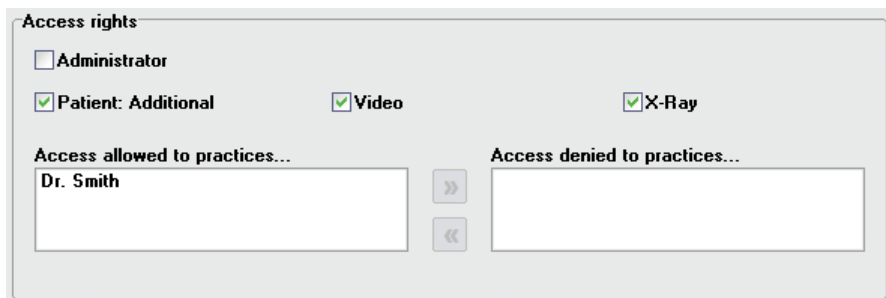 Access rights
Administrator
Patient: Additional Video X-Ray
Access allowed to practices... Access denied to practices...
Dr. Smith
» 
«